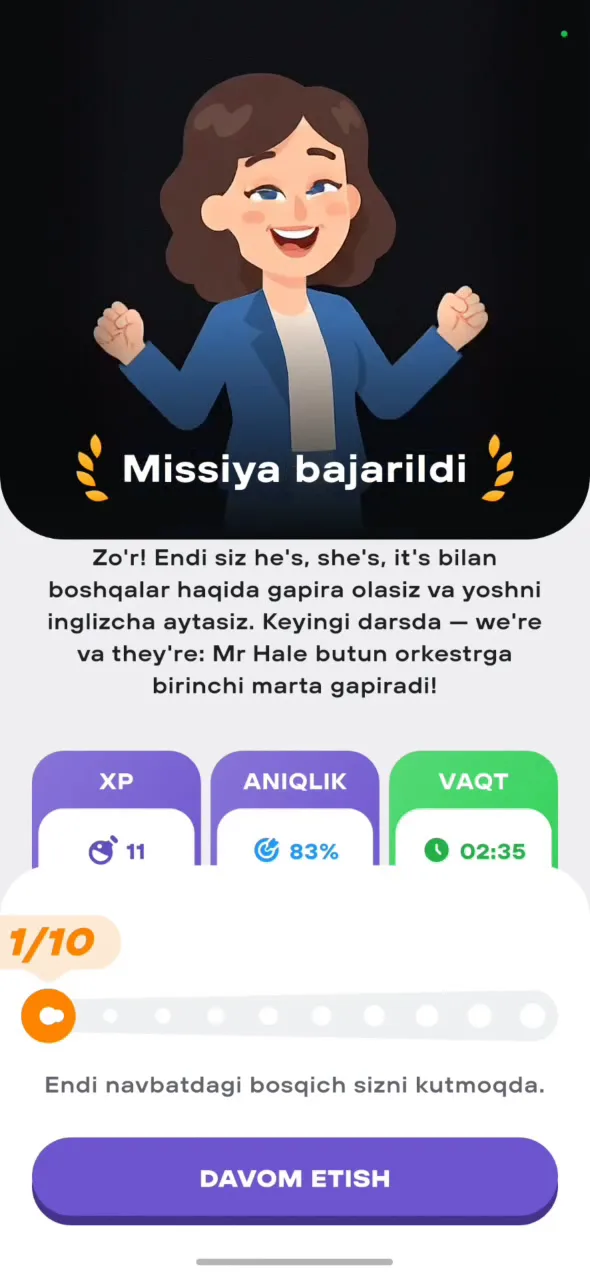 Missiya bajarildi
Zo'r! Endi siz he's, she's, it's bilan
boshqalar haqida gapira olasiz va yoshni
inglizcha aytasiz. Keyingi darsda — we're
va they're: Mr Hale butun orkestrga
birinchi marta gapiradi!
XP
ANIQLIK
VAQT
11
83%
02:35
1/10
Endi navbatdagi bosqich sizni kutmoqda.
DAVOM ETISH